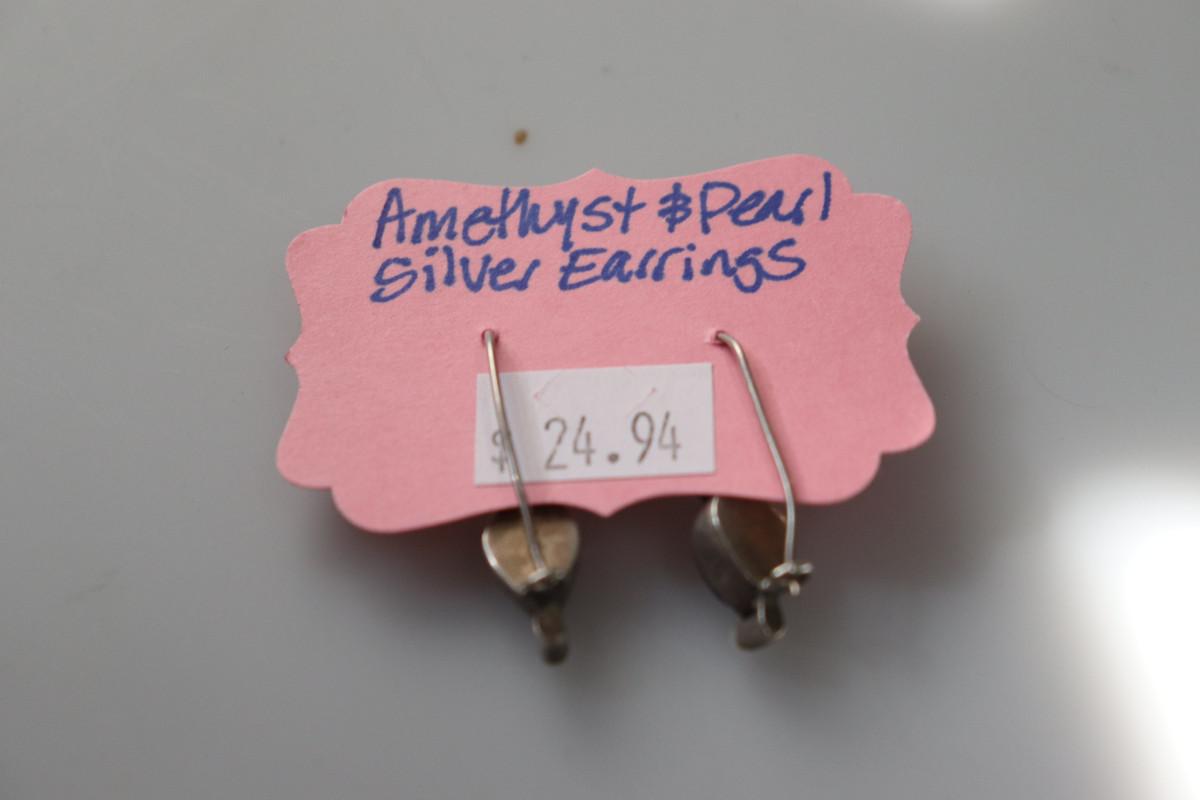 Amethyst & Pearl
Silver Earrings
$ 24.94